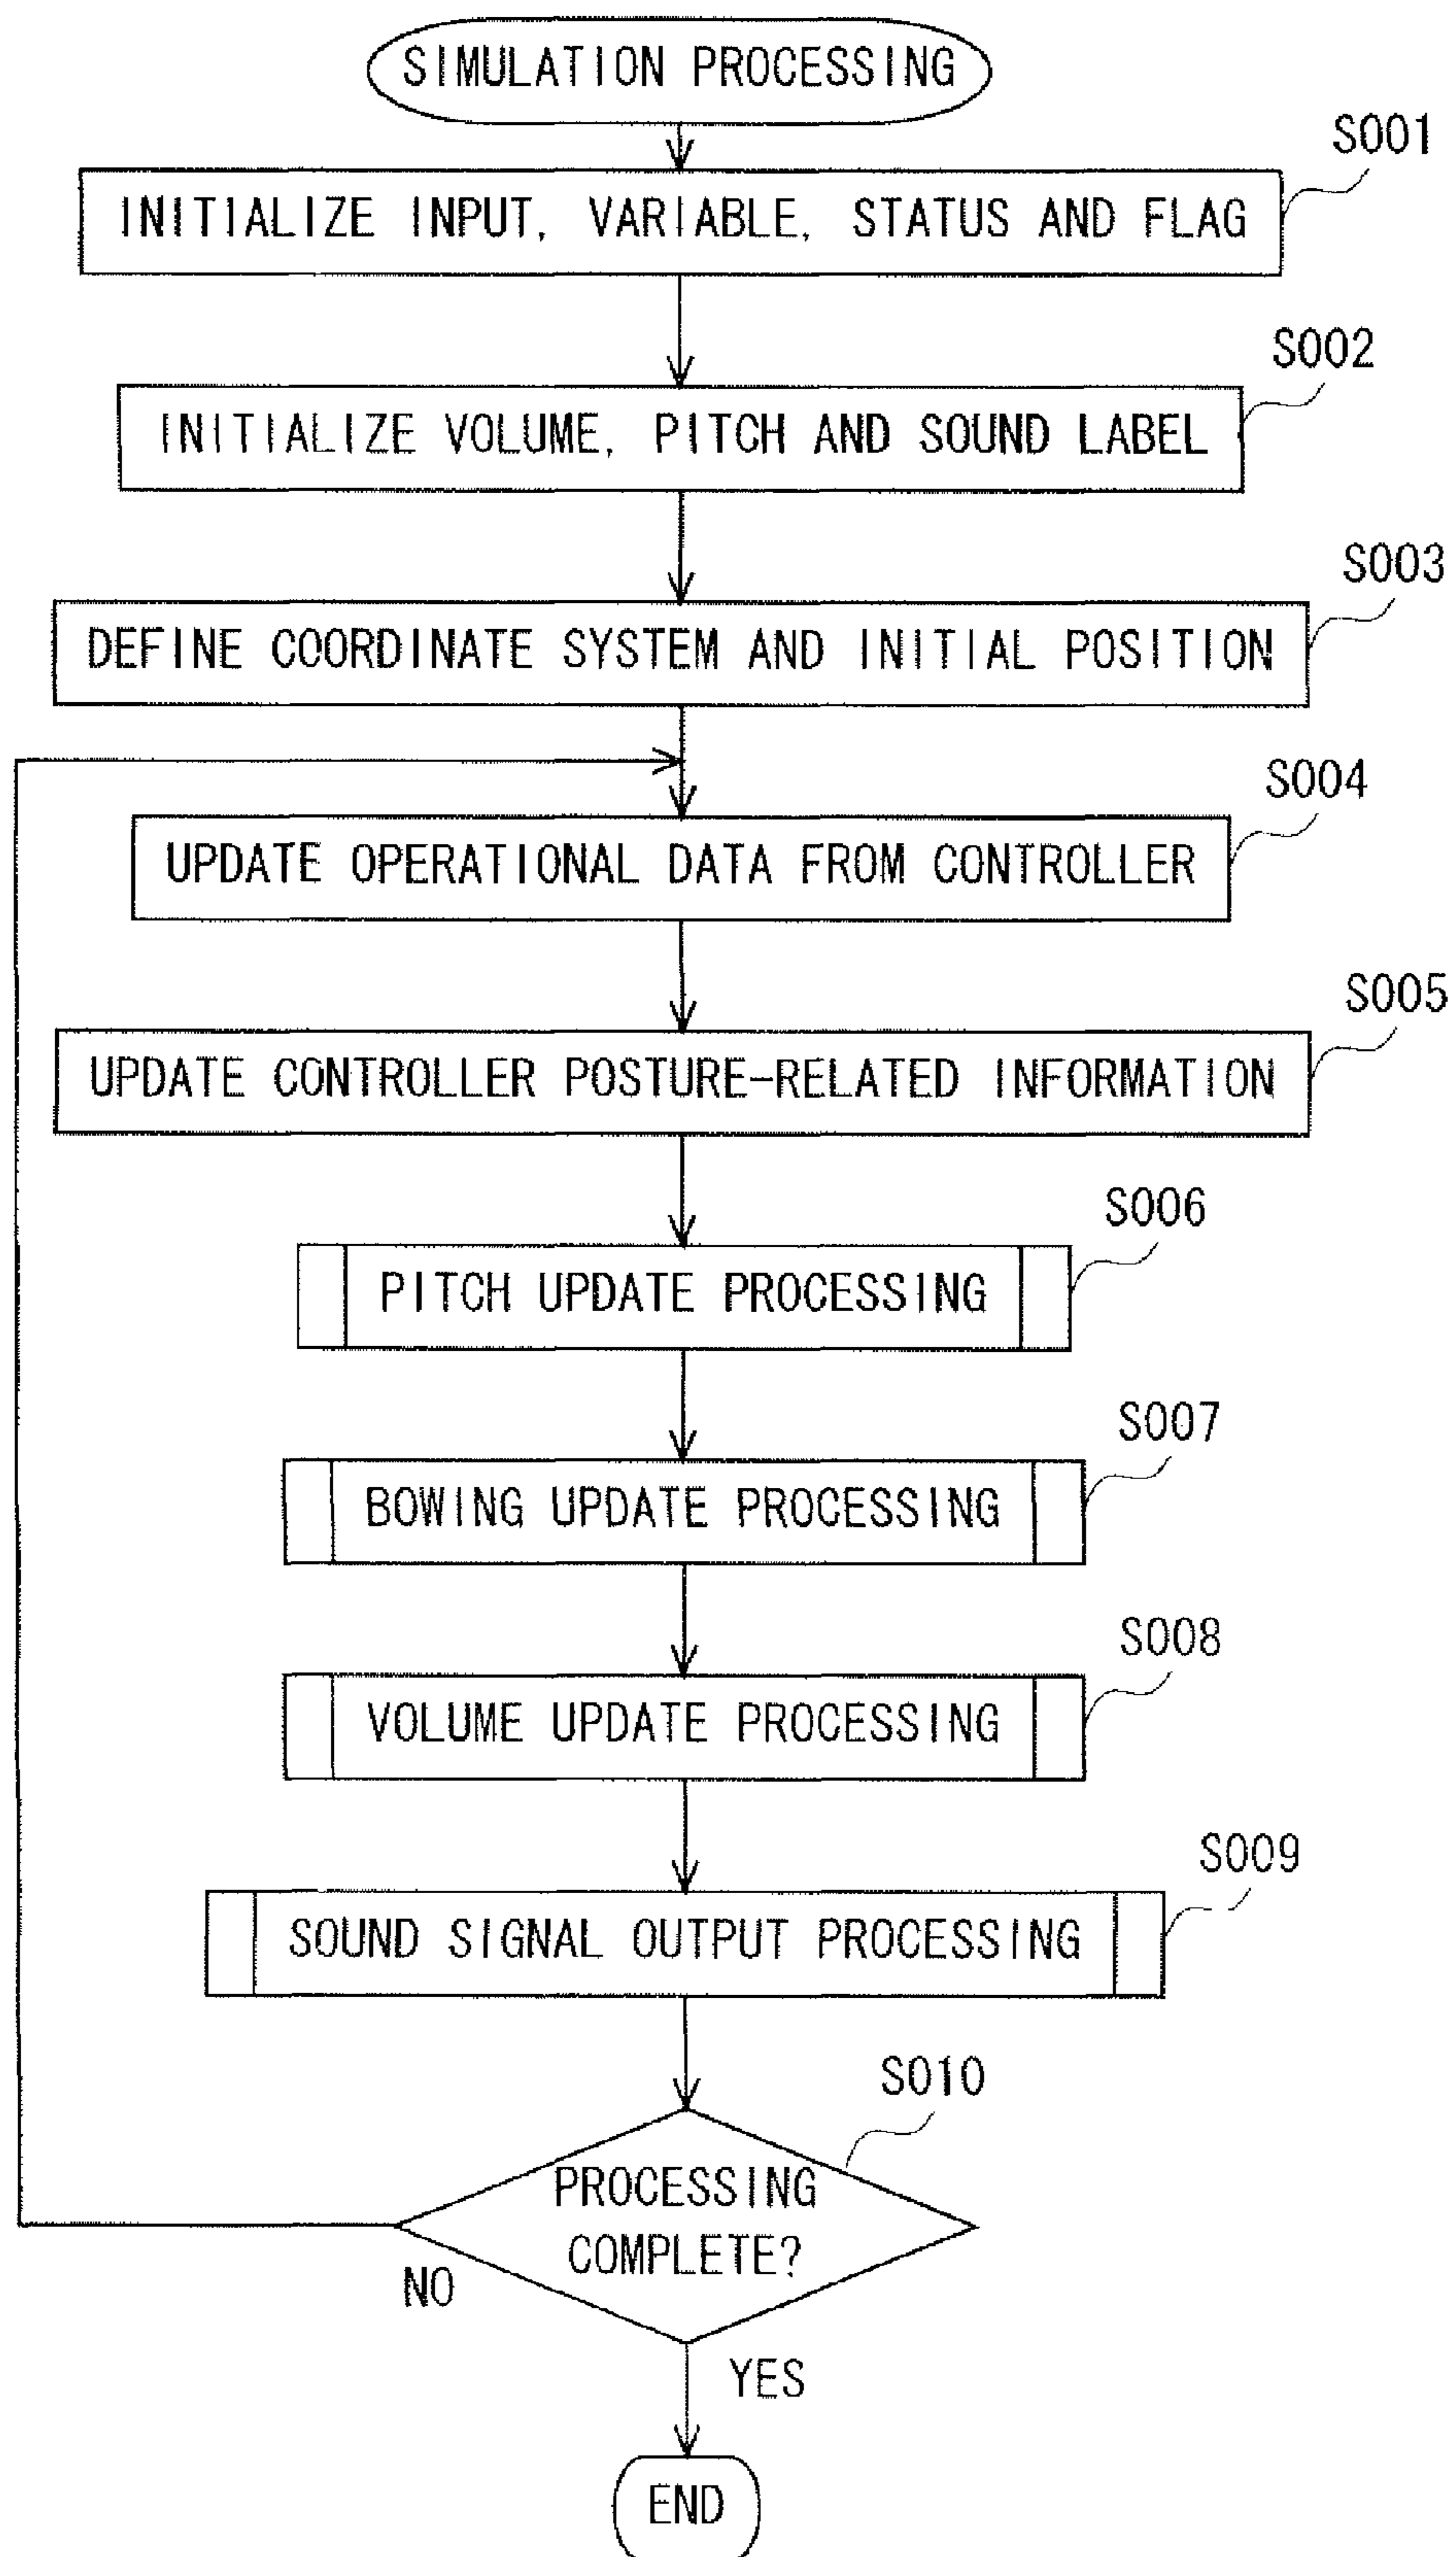 SIMULATION PROCESSING
S001
INITIALIZE INPUT, VARIABLE, STATUS AND FLAG
S002
INITIALIZE VOLUME, PITCH AND SOUND LABEL
S003
DEFINE COORDINATE SYSTEM AND INITIAL POSITION
S004
UPDATE OPERATIONAL DATA FROM CONTROLLER
S005
UPDATE CONTROLLER POSTURE-RELATED INFORMATION
S006
PITCH UPDATE PROCESSING
S007
BOWING UPDATE PROCESSING
S008
VOLUME UPDATE PROCESSING
S009
SOUND SIGNAL OUTPUT PROCESSING
S010
PROCESSING
COMPLETE?
NO
YES
END